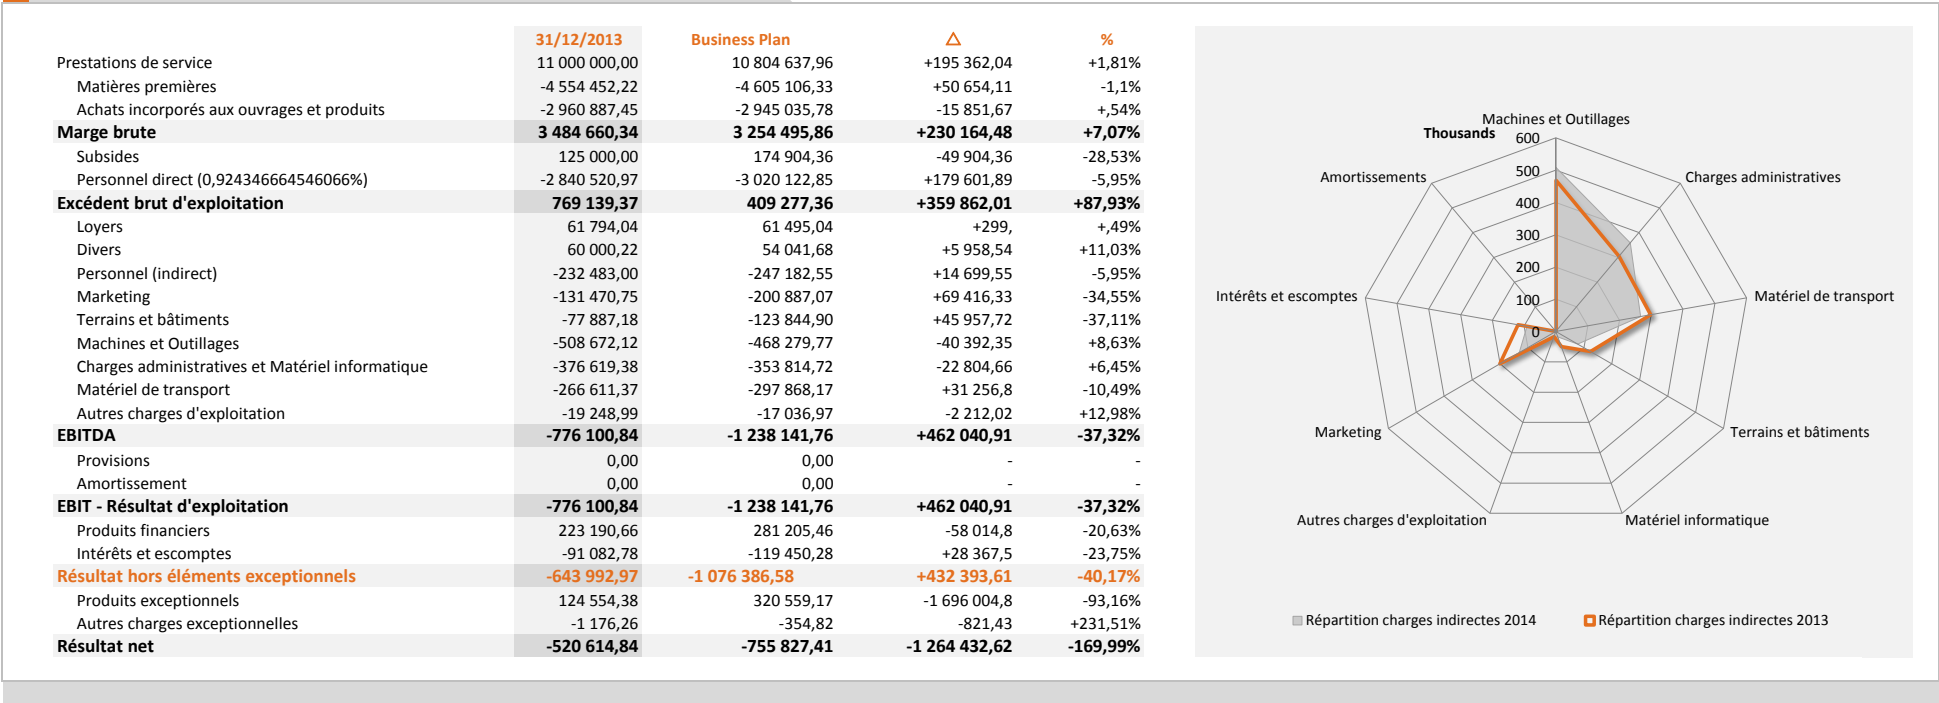 31/12/2013 Business Plan Δ %
Prestations de service 11 000 000,00 10 804 637,96 +195 362,04 +1,81%
Matières premières -4 554 452,22 -4 605 106,33 +50 654,11 -1,1%
Achats incorporés aux ouvrages et produits -2 960 887,45 -2 945 035,78 -15 851,67 +,54%
Marge brute 3 484 660,34 3 254 495,86 +230 164,48 +7,07%
Subsides 125 000,00 174 904,36 -49 904,36 -28,53%
Personnel direct (0,924346664546066%) -2 840 520,97 -3 020 122,85 +179 601,89 -5,95%
Excédent brut d'exploitation 769 139,37 409 277,36 +359 862,01 +87,93%
Loyers 61 794,04 61 495,04 +299, +,49%
Divers 60 000,22 54 041,68 +5 958,54 +11,03%
Personnel (indirect) -232 483,00 -247 182,55 +14 699,55 -5,95%
Marketing -131 470,75 -200 887,07 +69 416,33 -34,55%
Terrains et bâtiments -77 887,18 -123 844,90 +45 957,72 -37,11%
Machines et Outillages -508 672,12 -468 279,77 -40 392,35 +8,63%
Charges administratives et Matériel informatique -376 619,38 -353 814,72 -22 804,66 +6,45%
Matériel de transport -266 611,37 -297 868,17 +31 256,8 -10,49%
Autres charges d'exploitation -19 248,99 -17 036,97 -2 212,02 +12,98%
EBITDA -776 100,84 -1 238 141,76 +462 040,91 -37,32%
Provisions 0,00 0,00 - -
Amortissement 0,00 0,00 - -
EBIT - Résultat d'exploitation -776 100,84 -1 238 141,76 +462 040,91 -37,32%
Produits financiers 223 190,66 281 205,46 -58 014,8 -20,63%
Intérêts et escomptes -91 082,78 -119 450,28 +28 367,5 -23,75%
Résultat hors éléments exceptionnels -643 992,97 -1 076 386,58 +432 393,61 -40,17%
Produits exceptionnels 124 554,38 320 559,17 -1 696 004,8 -93,16%
Autres charges exceptionnelles -1 176,26 -354,82 -821,43 +231,51%
Résultat net -520 614,84 -755 827,41 -1 264 432,62 -169,99%
Machines et Outillages
Thousands
600
Amortissements 500 Charges administratives
400
300
200
Intérêts et escomptes 100 Matériel de transport
0
Marketing Terrains et bâtiments
Autres charges d'exploitation Matériel informatique
Répartition charges indirectes 2014 Répartition charges indirectes 2013